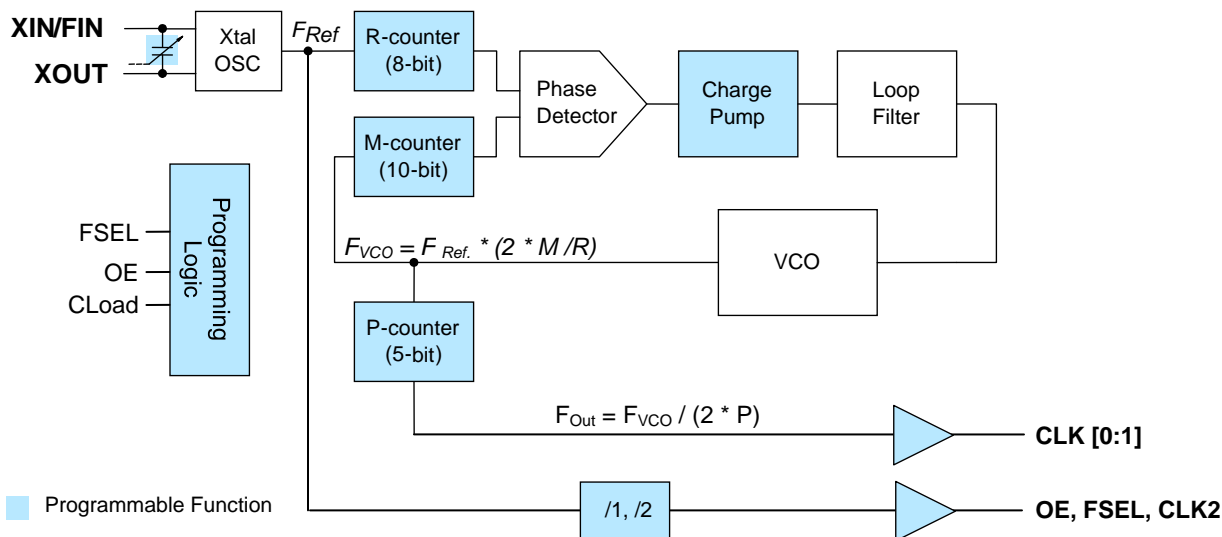 XIN/FIN
XOUT
Xtal
OSC
FRef
R-counter
(8-bit)
M-counter
(10-bit)
Phase
Detector
Charge
Pump
Loop
Filter
FSEL
OE
CLoad
Programming
Logic
FVCO = F Ref. * (2 * M /R)
VCO
P-counter
(5-bit)
FOut = FVCO / (2 * P)
CLK [0:1]
Programmable Function
/1, /2
OE, FSEL, CLK2